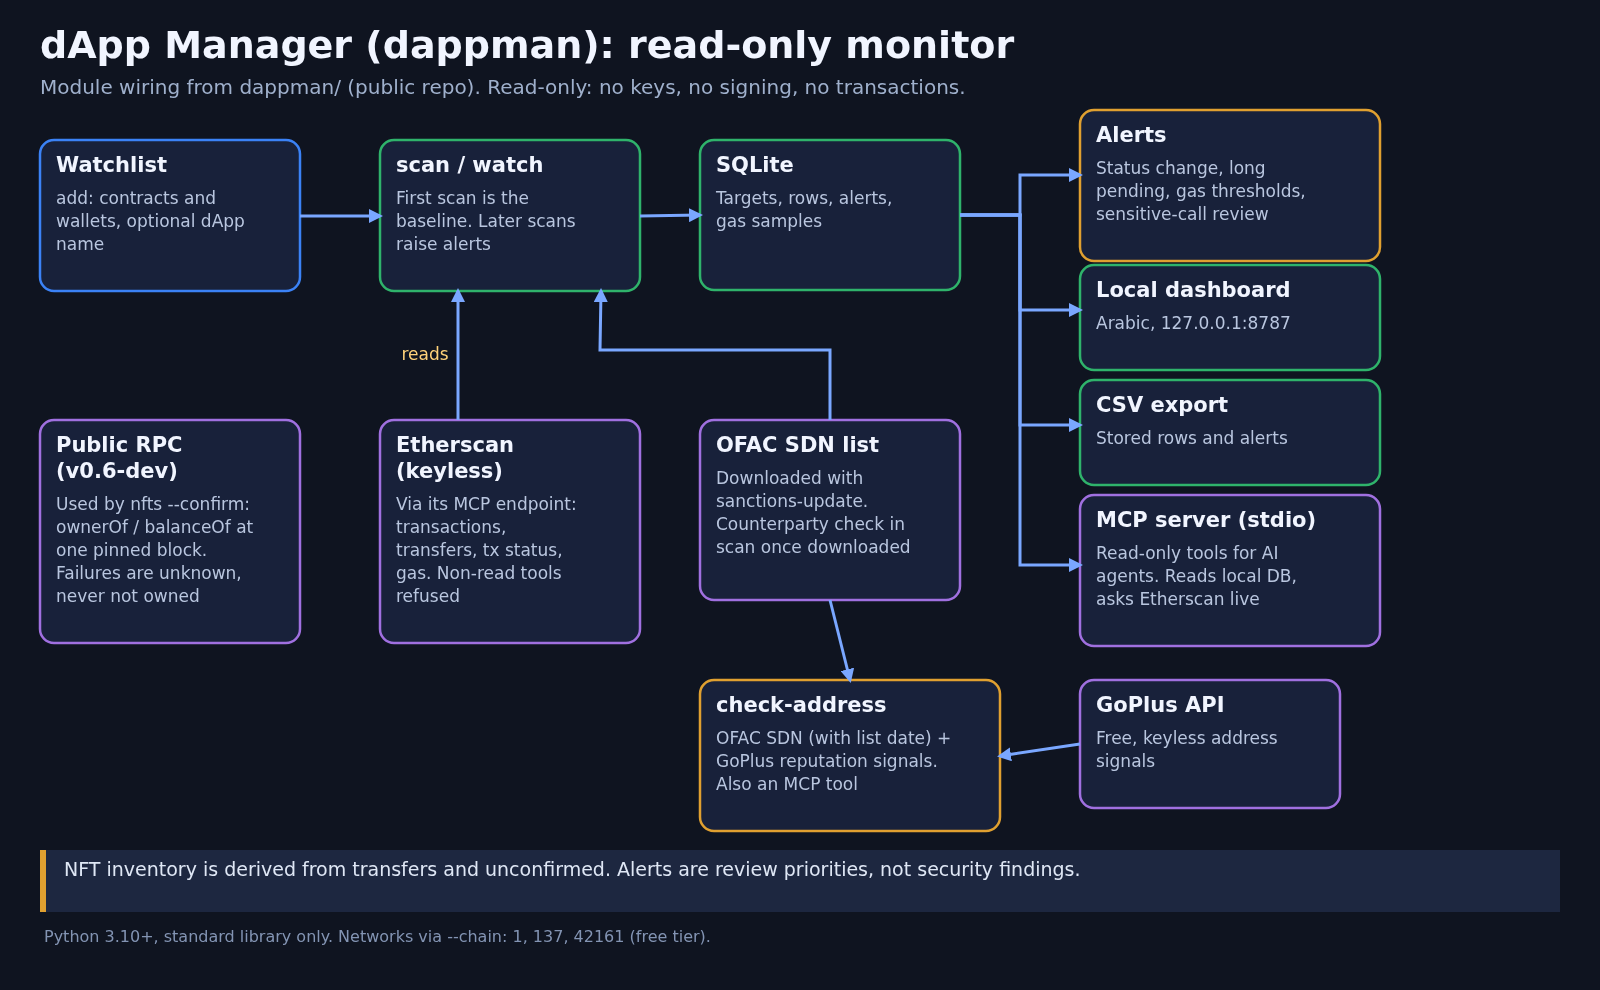 dApp Manager (dappman): read-only monitor
Module wiring from dappman/ (public repo). Read-only: no keys, no signing, no transactions.
Watchlist
add: contracts and
wallets, optional dApp
name
scan / watch
First scan is the
baseline. Later scans
raise alerts
SQLite
Targets, rows, alerts,
gas samples
Alerts
Status change, long
pending, gas thresholds,
sensitive-call review
Local dashboard
Arabic, 127.0.0.1:8787
CSV export
Stored rows and alerts
MCP server (stdio)
Read-only tools for AI
agents. Reads local DB,
asks Etherscan live
reads
Public RPC
(v0.6-dev)
Used by nfts --confirm:
ownerOf / balanceOf at
one pinned block.
Failures are unknown,
never not owned
Etherscan
(keyless)
Via its MCP endpoint:
transactions,
transfers, tx status,
gas. Non-read tools
refused
OFAC SDN list
Downloaded with
sanctions-update.
Counterparty check in
scan once downloaded
check-address
OFAC SDN (with list date) +
GoPlus reputation signals.
Also an MCP tool
GoPlus API
Free, keyless address
signals
NFT inventory is derived from transfers and unconfirmed. Alerts are review priorities, not security findings.
Python 3.10+, standard library only. Networks via --chain: 1, 137, 42161 (free tier).